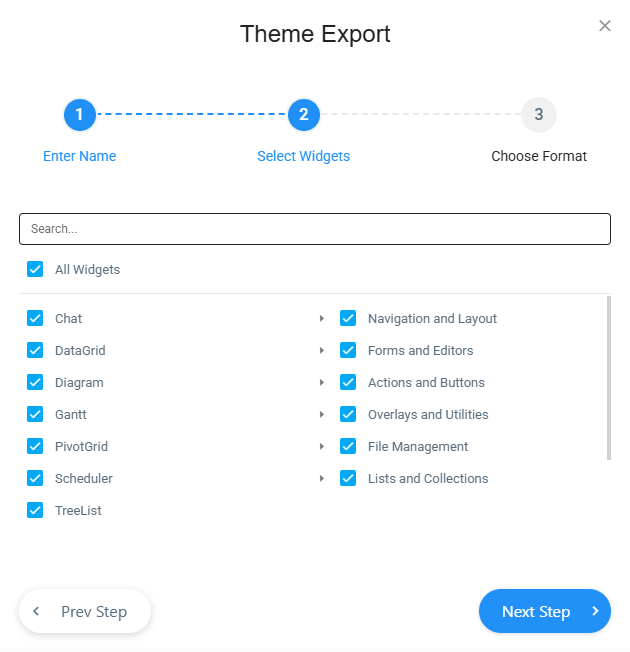 Theme Export
1
2
3
Enter Name
Select Widgets
Choose Format
Search...
All Widgets
Chat
DataGrid
Diagram
Gantt
PivotGrid
Scheduler
TreeList
Navigation and Layout
Forms and Editors
Actions and Buttons
Overlays and Utilities
File Management
Lists and Collections
Prev Step
Next Step